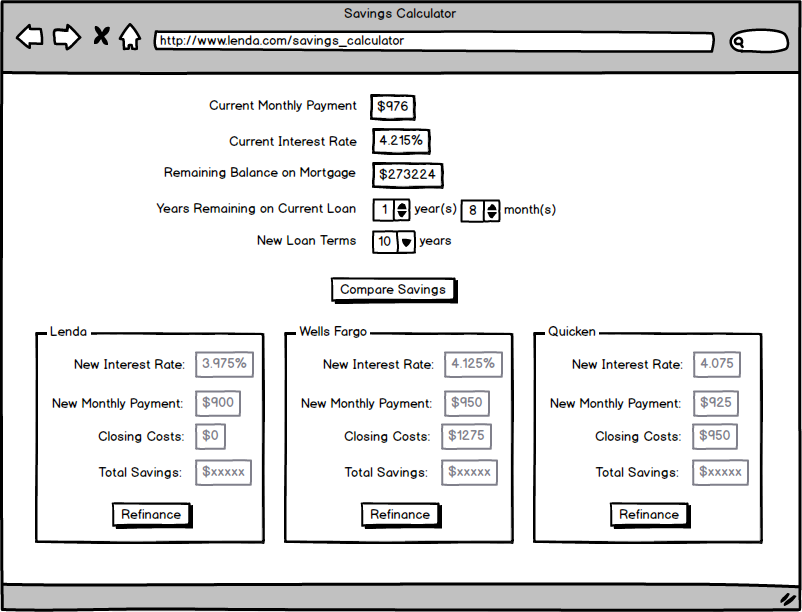 Savings Calculator
http://www.lenda.com/savings_calculator
Current Monthly Payment $976
Current Interest Rate 4.215%
Remaining Balance on Mortgage $273224
Years Remaining on Current Loan 1 year(s) 8 month(s)
New Loan Terms 10 years
Compare Savings
Lenda
New Interest Rate: 3.975%
New Monthly Payment: $900
Closing Costs: $0
Total Savings: $xxxxx
Refinance
Wells Fargo
New Interest Rate: 4.125%
New Monthly Payment: $950
Closing Costs: $1275
Total Savings: $xxxxx
Refinance
Quicken
New Interest Rate: 4.075
New Monthly Payment: $925
Closing Costs: $950
Total Savings: $xxxxx
Refinance